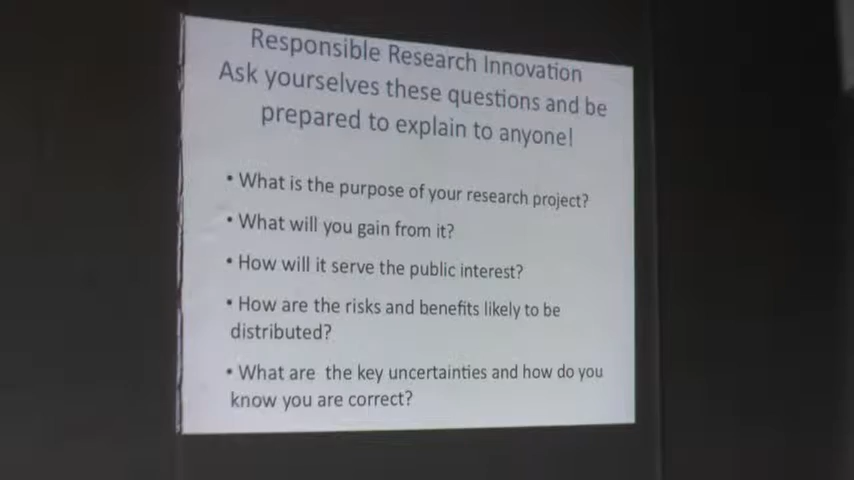 Responsible Research Innovation
Ask yourselves these questions and be
prepared to explain to anyone!
• What is the purpose of your research project?
• What will you gain from it?
• How will it serve the public interest?
• How are the risks and benefits likely to be
distributed?
• What are  the key uncertainties and how do you
know you are correct?